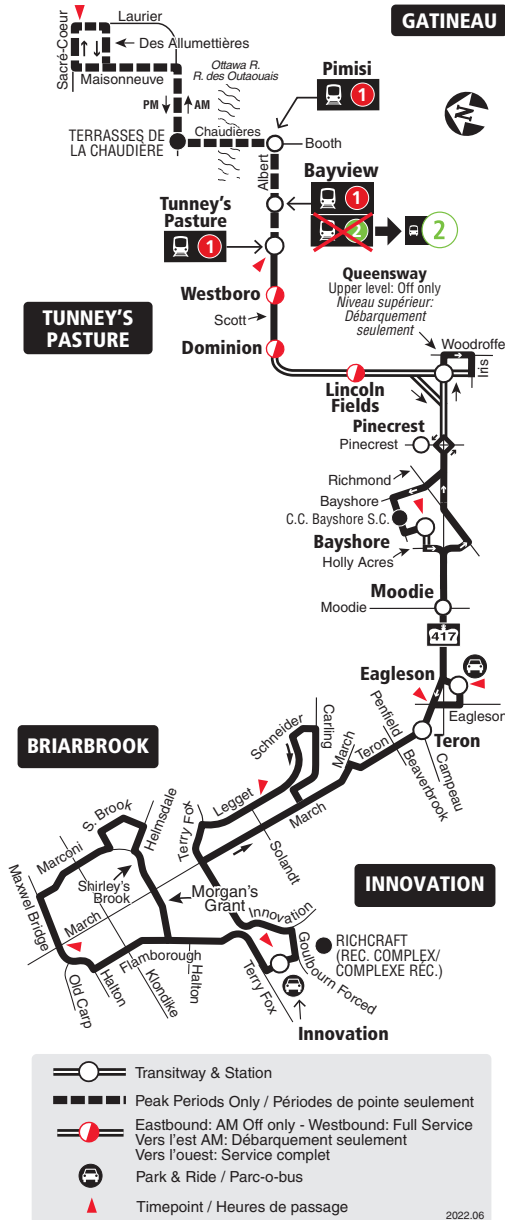 GATINEAU
Laurier
Des Allumettières
Sacré-Coeur
Maisonneuve
Ottawa R.
R. des Outaouais
PM
AM
Pimisi
1
N
TERRASSES DE
LA CHAUDIÈRE
Chaudières
Booth
Albert
Bayview
1
2
2
Tunney's
Pasture
1
Queensway
Upper level: Off only
Niveau supérieur:
Débarquement
seulement
Westboro
Scott
TUNNEY'S
PASTURE
Dominion
Woodroffe
Iris
Lincoln
Fields
Pinecrest
Pinecrest
Richmond
Bayshore
C.C. Bayshore S.C.
Bayshore
Holly Acres
Moodie
Moodie
417
Eagleson
Eagleson
Teron
Campeau
Beaverbrook
Penfield
Teron
March
Carling
Schneider
BRIARBROOK
Legget
March
Solandt
Terry Fox
S. Brook
Helmsdale
Marconi
Shirley's
Brook
Morgan's
Grant
Maxwel Bridge
March
INNOVATION
Innovation
Goulbourn Forced
RICHCRAFT
(REC. COMPLEX/
COMPLEXE RÉC.)
Flamborough
Old Carp
Halton
Klondike
Halton
Terry Fox
Innovation
Transitway & Station
Peak Periods Only / Périodes de pointe seulement
Eastbound: AM Off only - Westbound: Full Service
Vers l'est AM: Débarquement seulement
Vers l'ouest: Service complet
Park & Ride / Parc-o-bus
Timepoint / Heures de passage
2022.06